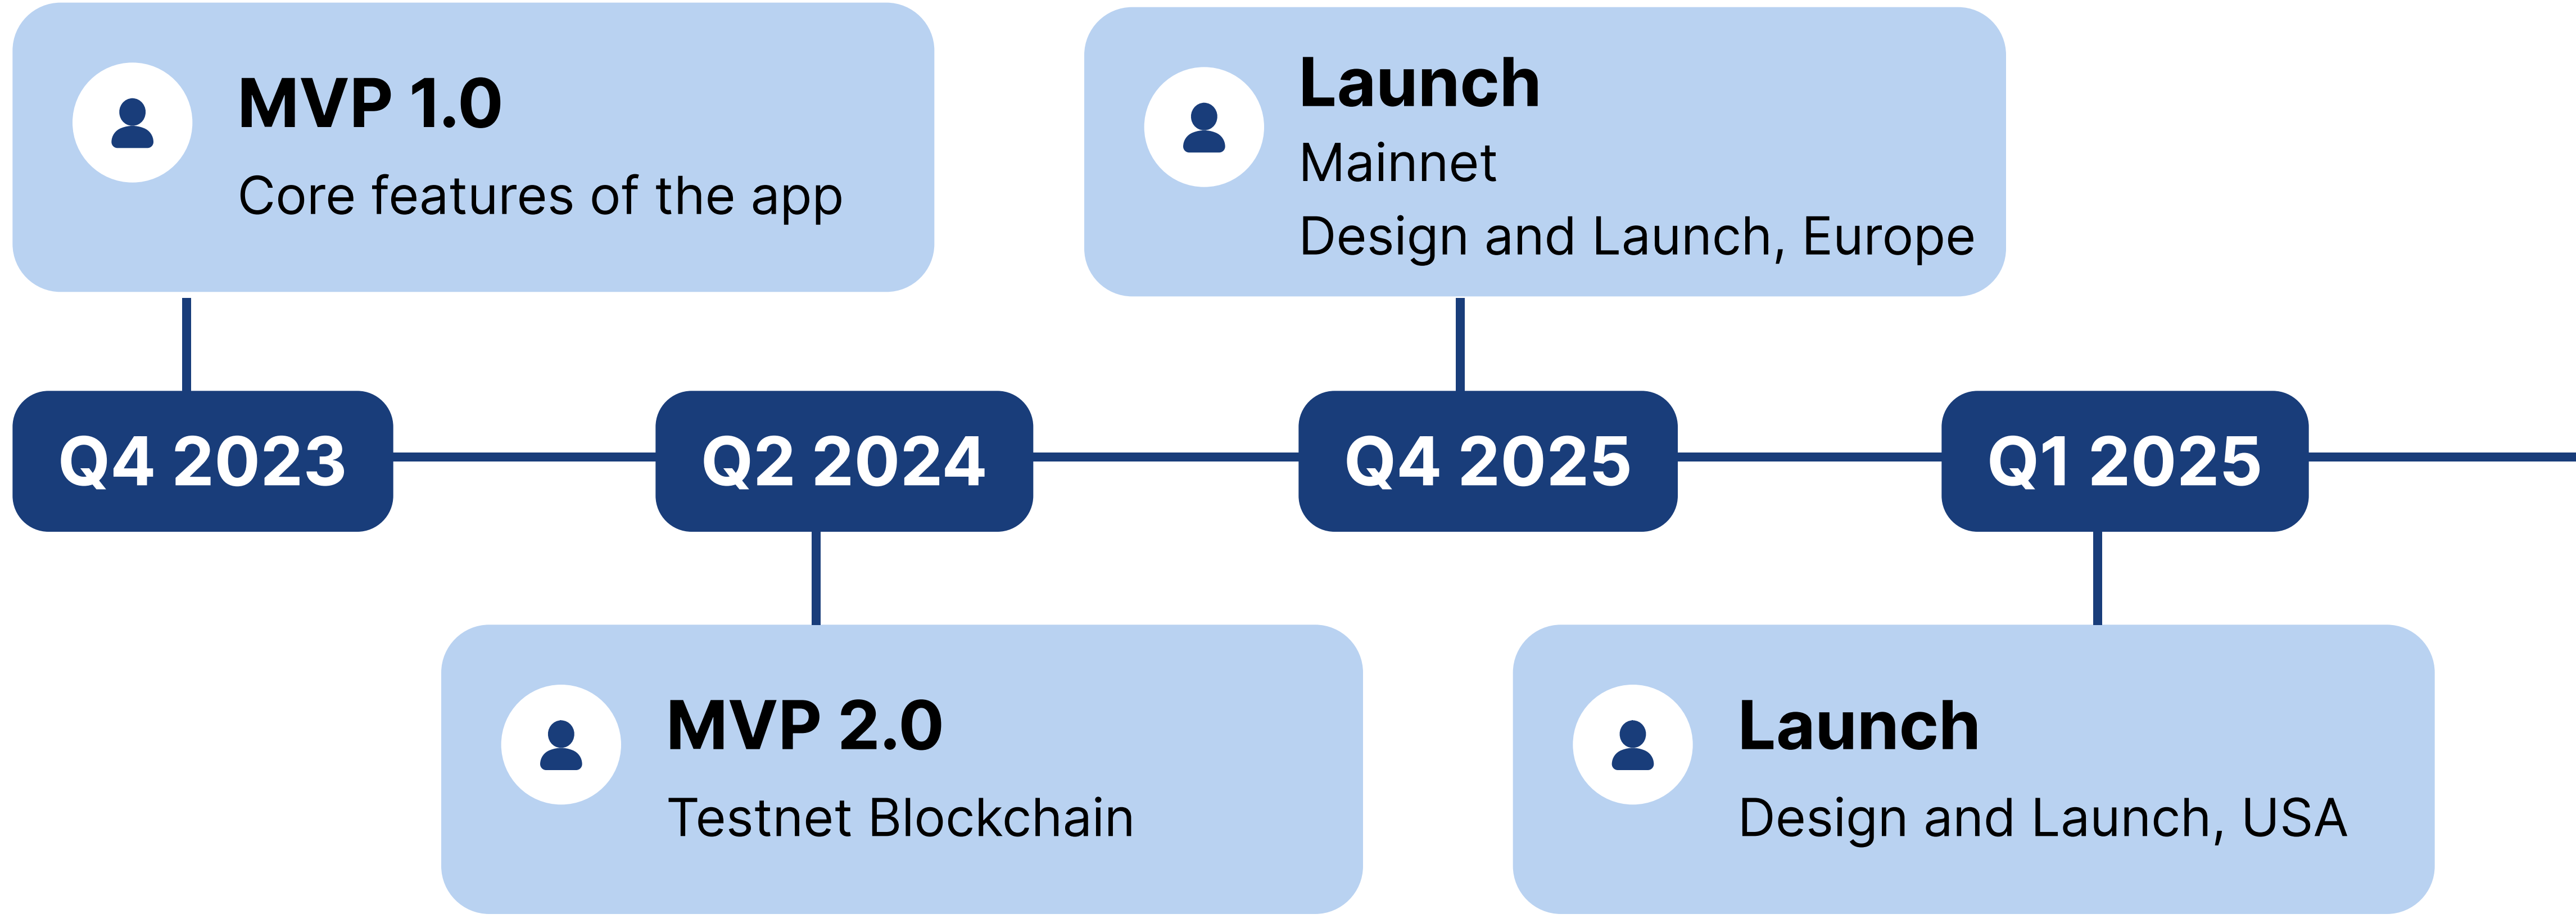 MVP 1.0
Core features of the app
Launch
Mainnet
Design and Launch, Europe
Q4 2023
Q2 2024
Q4 2025
Q1 2025
MVP 2.0
Testnet Blockchain
Launch
Design and Launch, USA